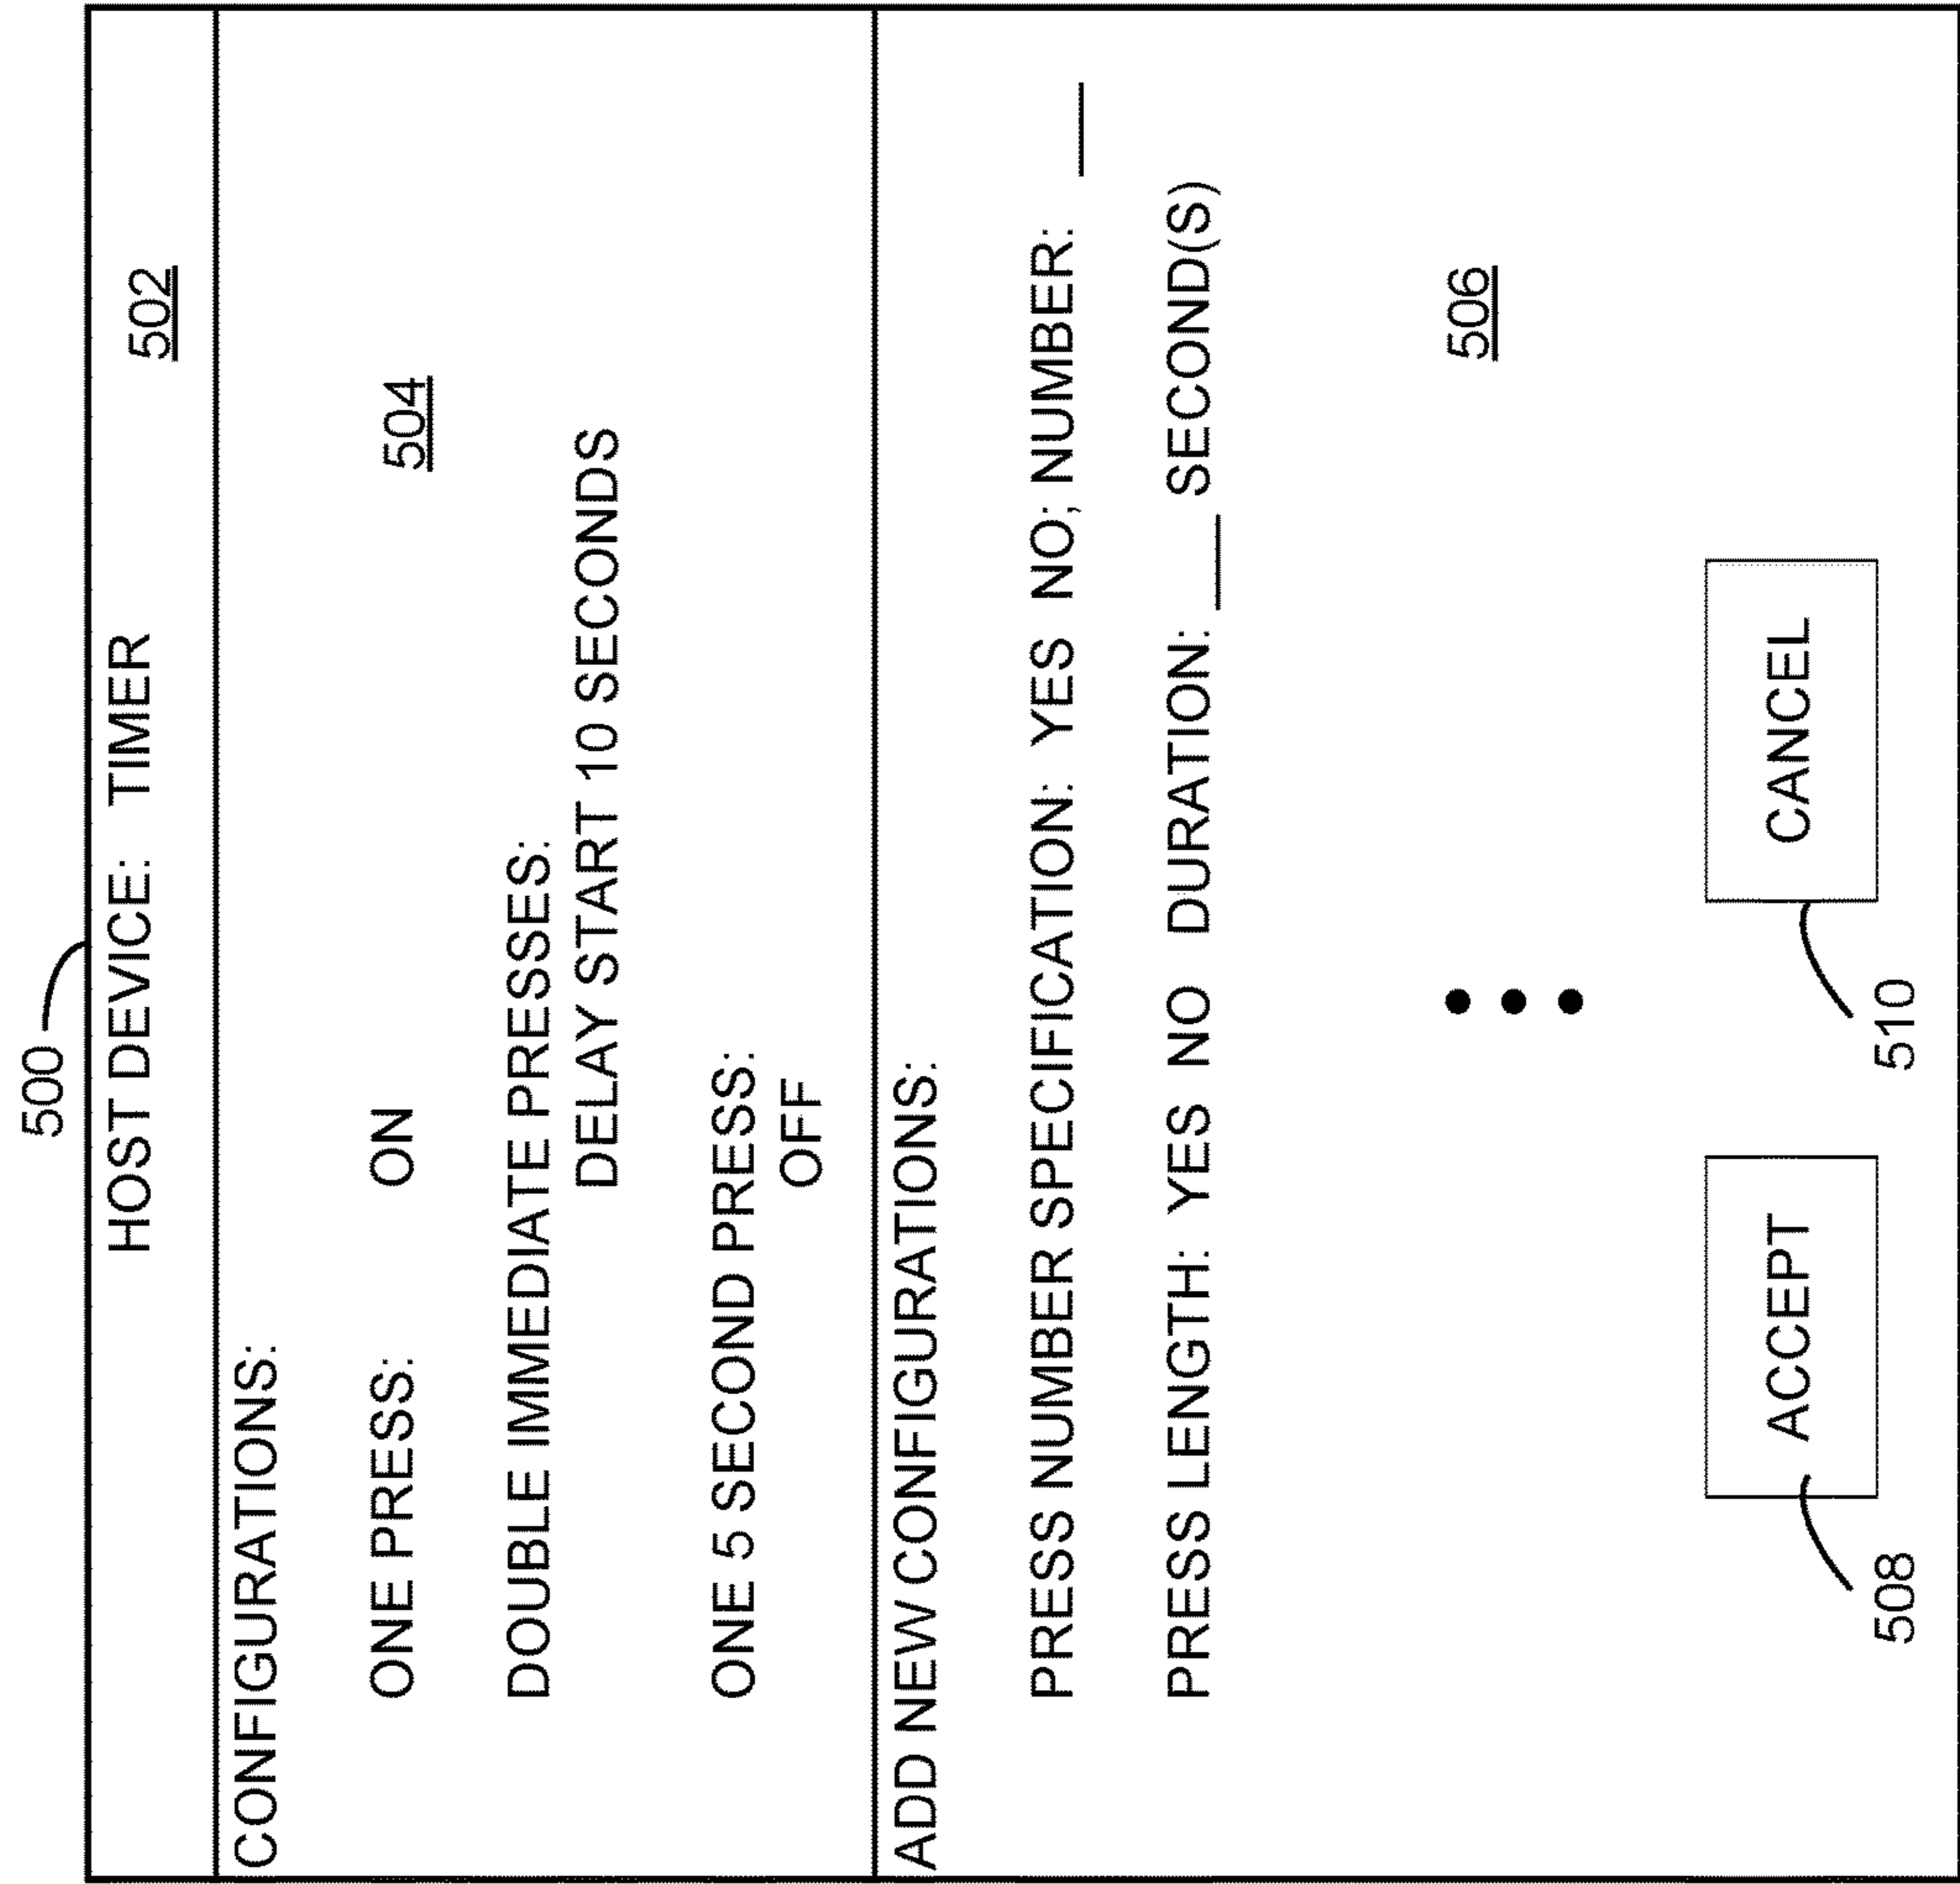 500
HOST DEVICE: TIMER
502
CONFIGURATIONS:
ONE PRESS: ON
504
DOUBLE IMMEDIATE PRESSES:
DELAY START 10 SECONDS
ONE 5 SECOND PRESS:
OFF
ADD NEW CONFIGURATIONS:
PRESS NUMBER SPECIFICATION: YES NO; NUMBER: __
PRESS LENGTH: YES NO DURATION: __ SECOND(S)
506
ACCEPT
CANCEL
508
510